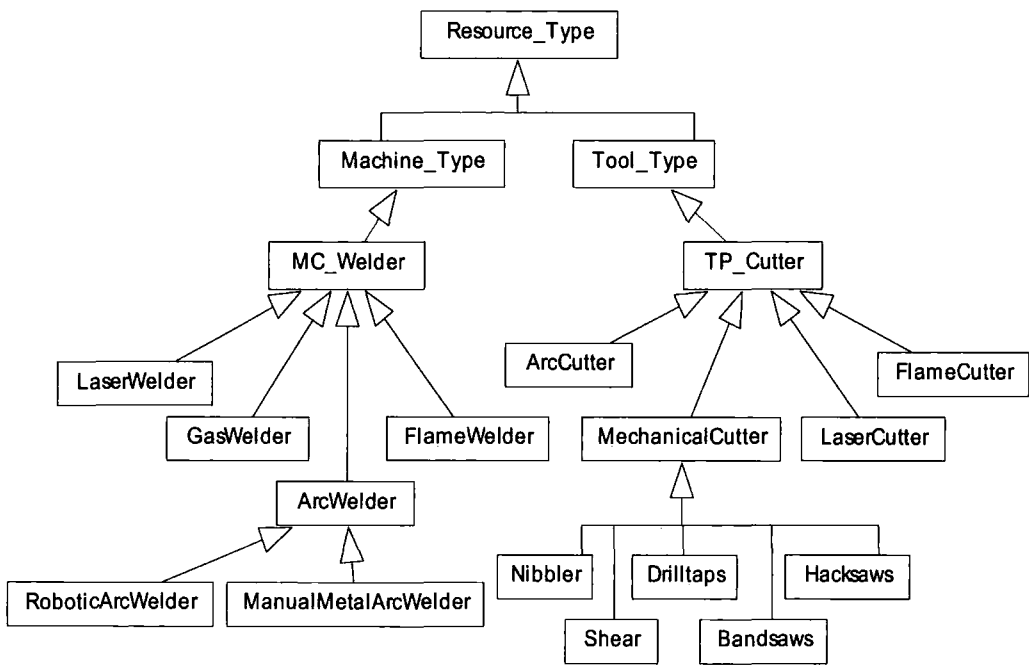 Resource_Type
Machine_Type
Tool_Type
MC_Welder
TP_Cutter
LaserWelder
GasWelder
FlameWelder
ArcCutter
FlameCutter
MechanicalCutter
LaserCutter
ArcWelder
RoboticArcWelder
ManualMetalArcWelder
Nibbler
Drilltaps
Hacksaws
Shear
Bandsaws